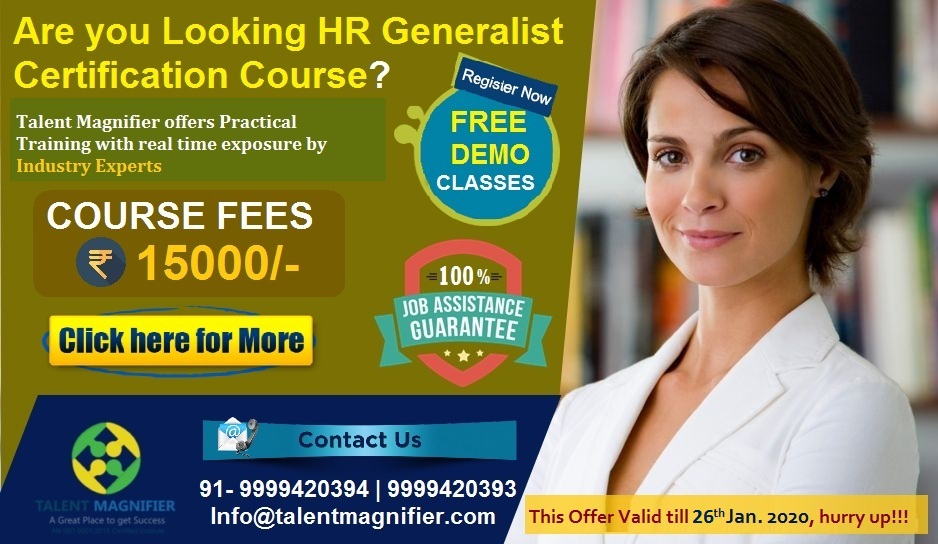 Are you Looking HR Generalist
Certification Course?
Talent Magnifier offers Practical
Training with real time exposure by
Industry Experts
Register Now
FREE
DEMO
CLASSES
COURSE FEES
₹ 15000/-
100%
JOB ASSISTANCE
GUARANTEE
Click here for More
TALENT MAGNIFIER
A Great Place to get Success
Contact Us
91- 9999420394 | 9999420393
Info@talentmagnifier.com
This Offer Valid till 26th Jan. 2020, hurry up!!!